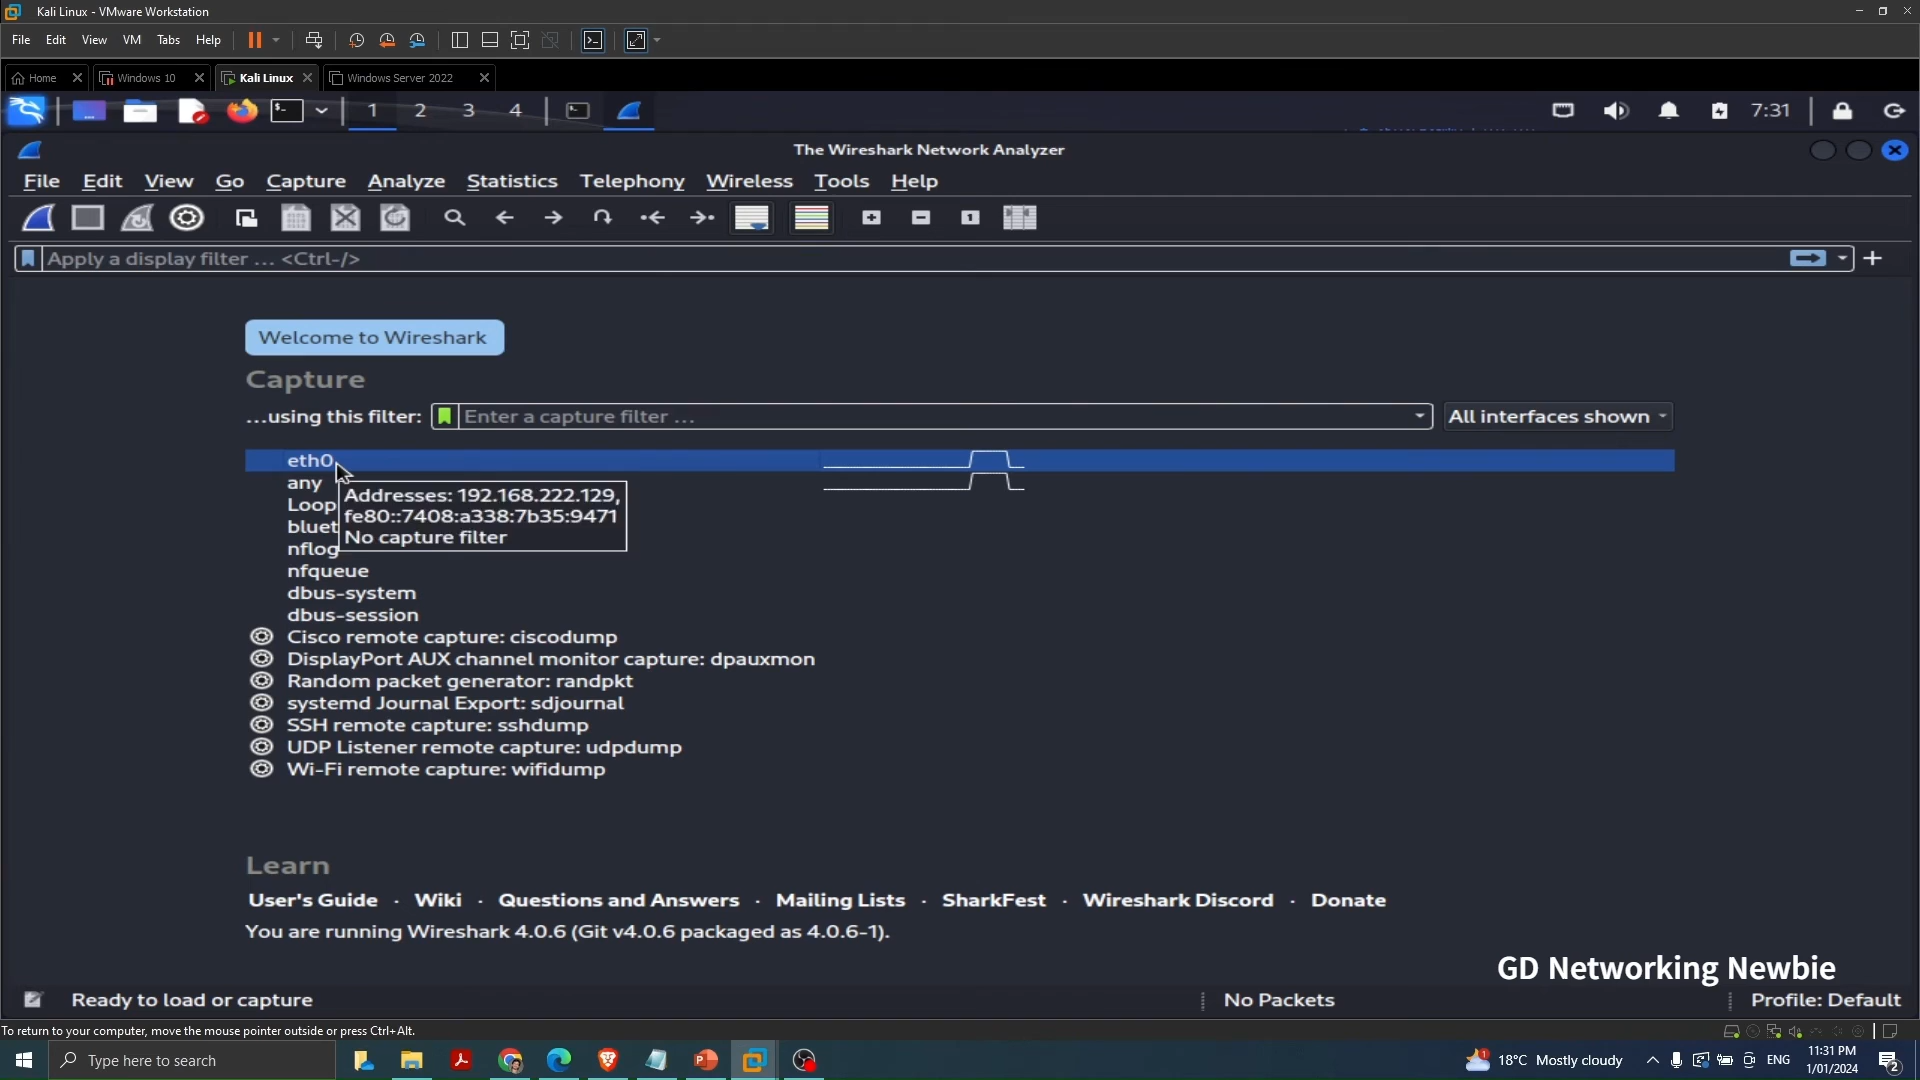 Kali Linux - VMware Workstation
File Edit View VM Tabs Help
Home Windows 10 Kali Linux Windows Server 2022
1 2 3 4 7:31
The Wireshark Network Analyzer
File Edit View Go Capture Analyze Statistics Telephony Wireless Tools Help
Apply a display filter … <Ctrl-/>
Welcome to Wireshark
Capture
…using this filter: Enter a capture filter … All interfaces shown
eth0
any
Addresses: 192.168.222.129,
Loop
fe80::7408:a338:7b35:9471
bluet
No capture filter
nflog
nfqueue
dbus-system
dbus-session
Cisco remote capture: ciscodump
DisplayPort AUX channel monitor capture: dpauxmon
Random packet generator: randpkt
systemd Journal Export: sdjournal
SSH remote capture: sshdump
UDP Listener remote capture: udpdump
Wi-Fi remote capture: wifidump
Learn
User's Guide · Wiki · Questions and Answers · Mailing Lists · SharkFest · Wireshark Discord · Donate
You are running Wireshark 4.0.6 (Git v4.0.6 packaged as 4.0.6-1).
GD Networking Newbie
Ready to load or capture No Packets Profile: Default
To return to your computer, move the mouse pointer outside or press Ctrl+Alt.
Type here to search 18°C Mostly cloudy ENG 11:31 PM
1/01/2024